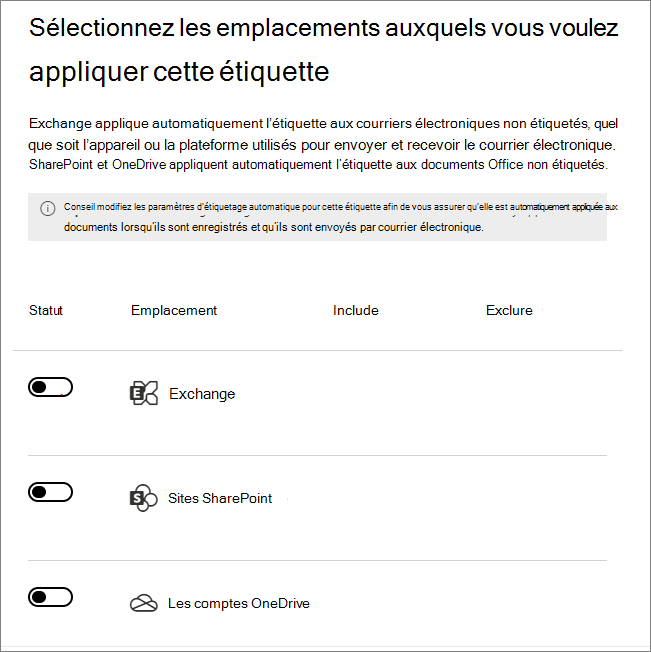 Sélectionnez les emplacements auxquels vous voulez
appliquer cette étiquette
Exchange applique automatiquement l'étiquette aux courriers électroniques non étiquetés, quel
que soit l'appareil ou la plateforme utilisés pour envoyer et recevoir le courrier électronique.
SharePoint et OneDrive appliquent automatiquement l'étiquette aux documents Office non étiquetés.
Conseil modifiez les paramètres d'étiquetage automatique pour cette étiquette afin de vous assurer qu'elle est automatiquement appliquée aux
documents lorsqu'ils sont enregistrés et qu'ils sont envoyés par courrier électronique.
Statut Emplacement Include Exclure
Exchange
Sites SharePoint
Les comptes OneDrive